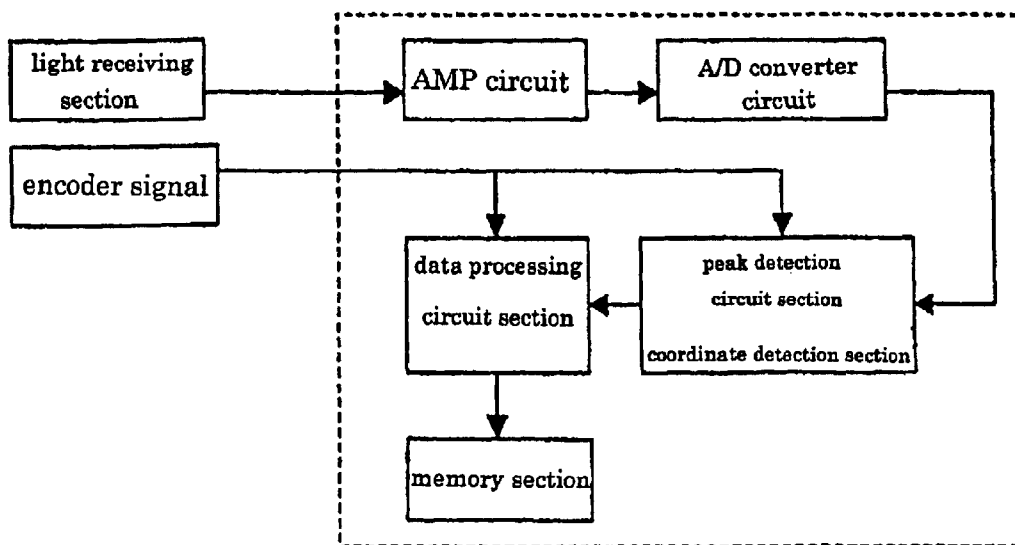 light receiving
section
AMP circuit
A/D converter
circuit
encoder signal
data processing
circuit section
peak detection
circuit section
coordinate detection section
memory section